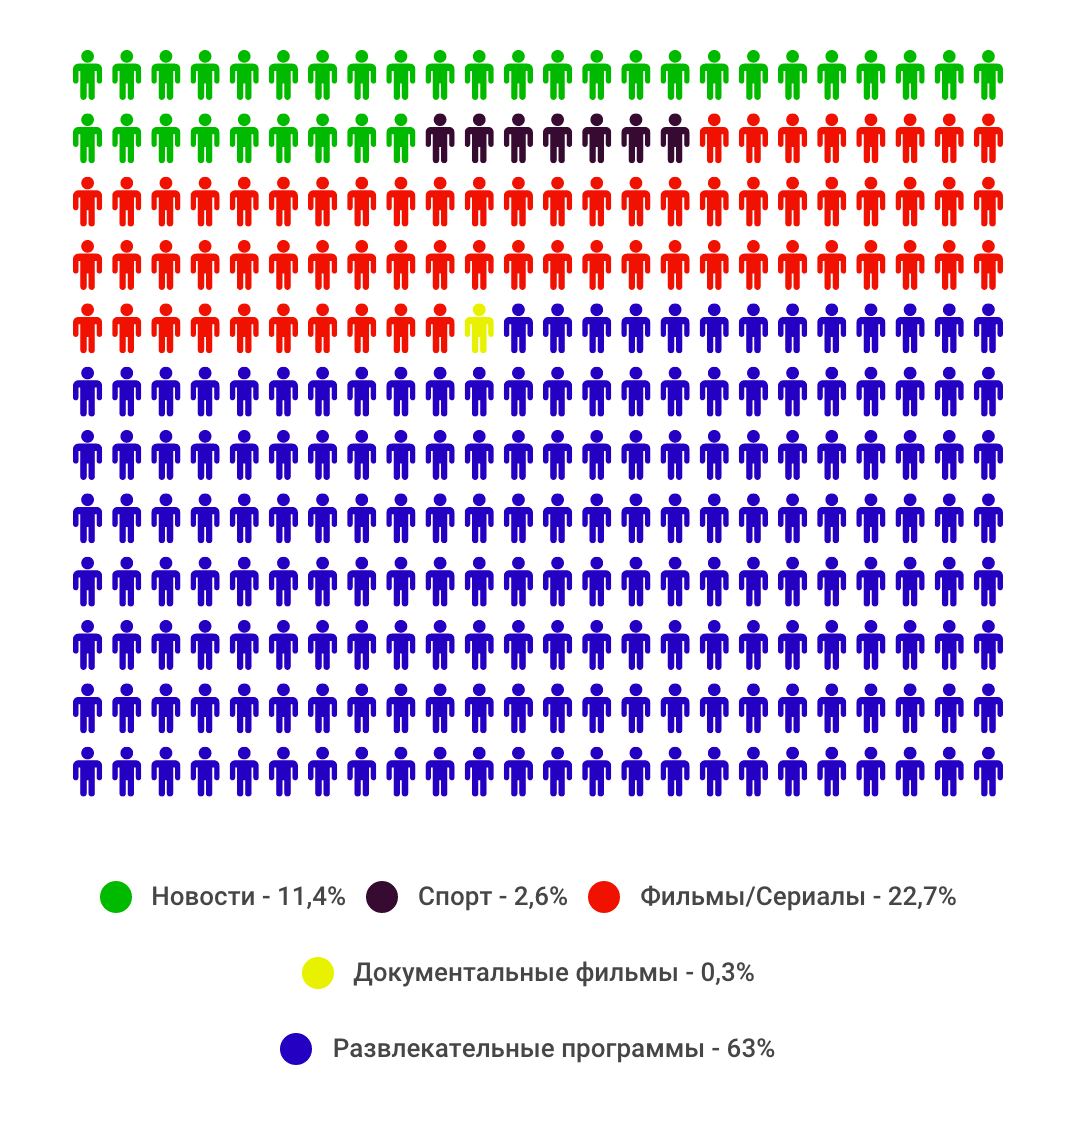 Новости - 11,4% Спорт - 2,6% Фильмы/Сериалы - 22,7%
Документальные фильмы - 0,3%
Развлекательные программы - 63%